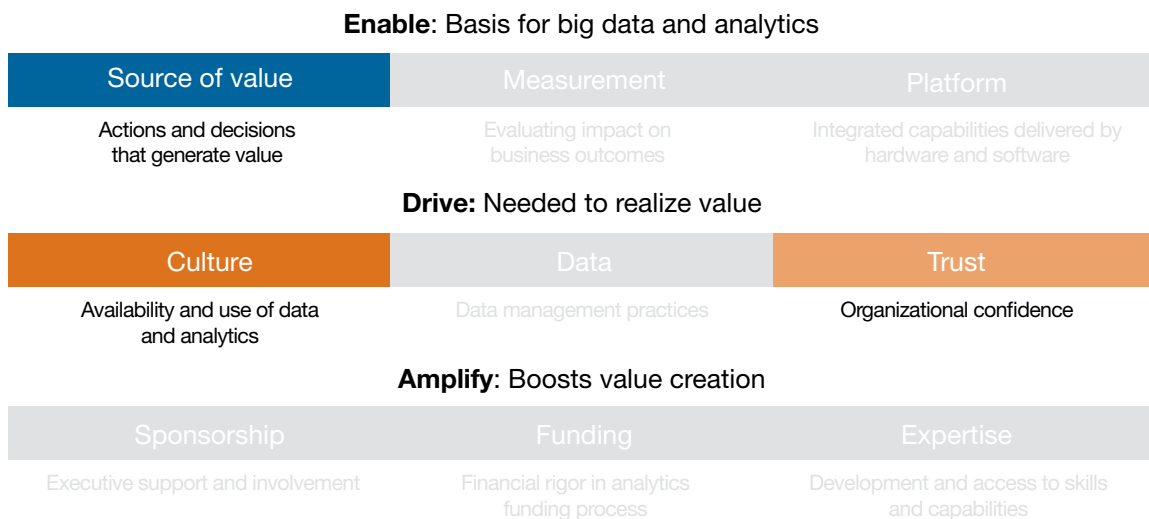 Enable: Basis for big data and analytics
Source of value
Measurement
Platform
Actions and decisions
that generate value
Evaluating impact on
business outcomes
Integrated capabilities delivered by
hardware and software
Drive: Needed to realize value
Culture
Data
Trust
Availability and use of data
and analytics
Data management practices
Organizational confidence
Amplify: Boosts value creation
Sponsorship
Funding
Expertise
Executive support and involvement
Financial rigor in analytics
funding process
Development and access to skills
and capabilities